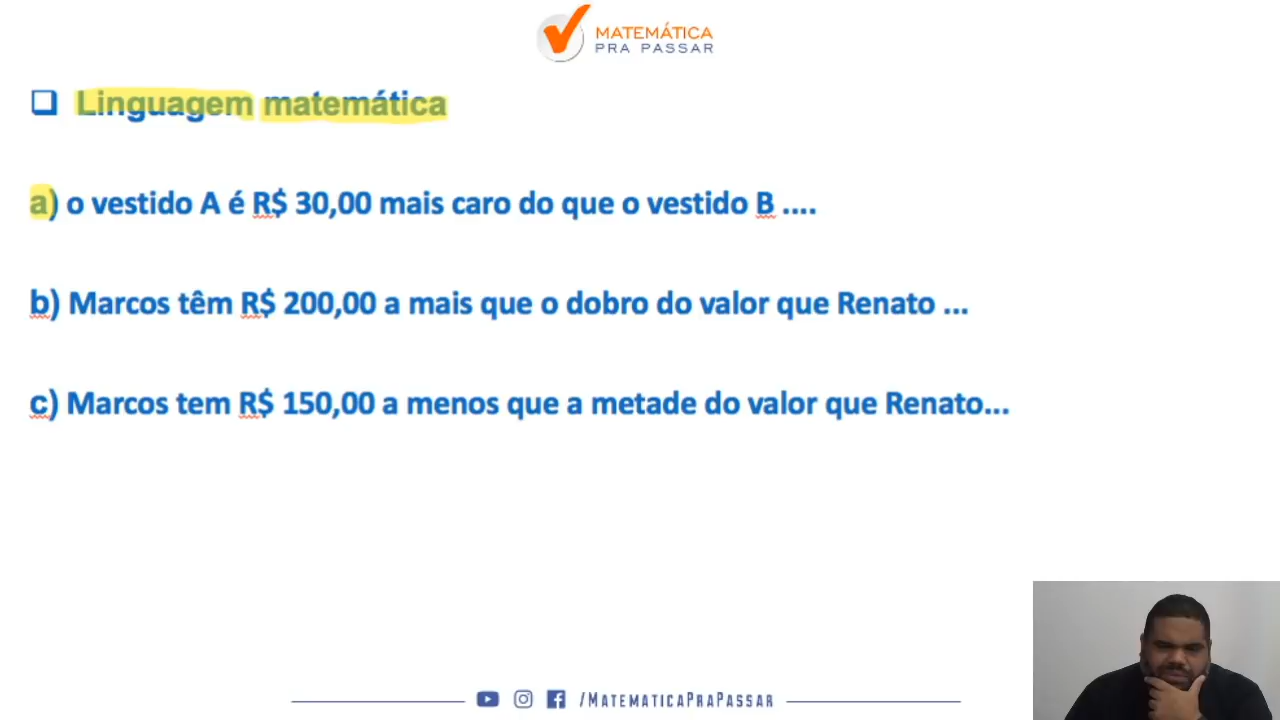 MATEMÁTICA
PRA PASSAR
Linguagem matemática
a) o vestido A é R$ 30,00 mais caro do que o vestido B ....
b) Marcos têm R$ 200,00 a mais que o dobro do valor que Renato ...
c) Marcos tem R$ 150,00 a menos que a metade do valor que Renato...
/MATEMATICAPRAPASSAR